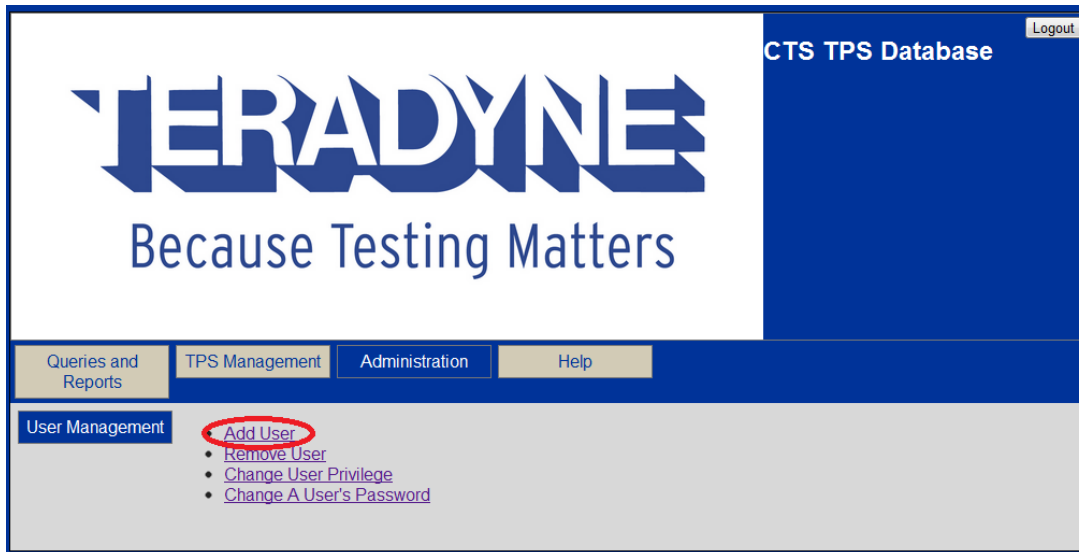 Logout
CTS TPS Database
TERADYNE
Because Testing Matters
Queries and
Reports
TPS Management
Administration
Help
User Management
Add User
Remove User
Change User Privilege
Change A User's Password